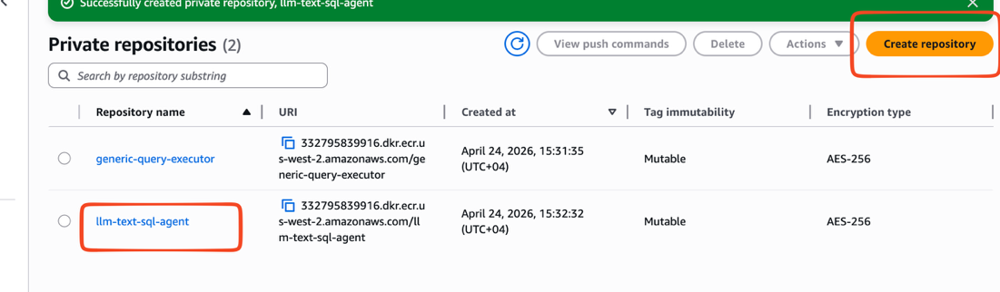 Successfully created private repository, llm-text-sql-agent
Private repositories (2)
View push commands
Delete
Actions
Create repository
Search by repository substring
Repository name
URI
Created at
Tag immutability
Encryption type
generic-query-executor
332795839916.dkr.ecr.u
s-west-2.amazonaws.com/ge
neric-query-executor
April 24, 2026, 15:31:35
(UTC+04)
Mutable
AES-256
llm-text-sql-agent
332795839916.dkr.ecr.u
s-west-2.amazonaws.com/ll
m-text-sql-agent
April 24, 2026, 15:32:32
(UTC+04)
Mutable
AES-256